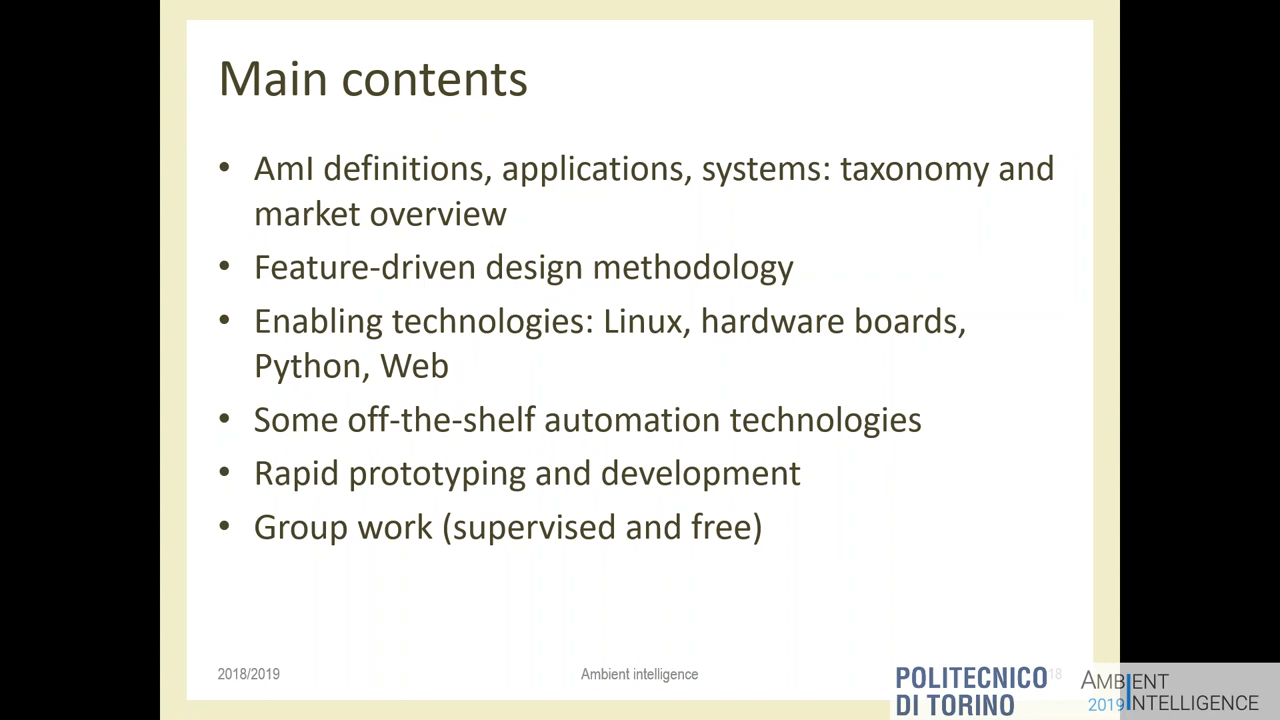 Main contents
• AmI definitions, applications, systems: taxonomy and
market overview
• Feature-driven design methodology
• Enabling technologies: Linux, hardware boards,
Python, Web
• Some off-the-shelf automation technologies
• Rapid prototyping and development
• Group work (supervised and free)
2018/2019
Ambient intelligence
18
POLITECNICO
DI TORINO
AMBIENT
2019 INTELLIGENCE